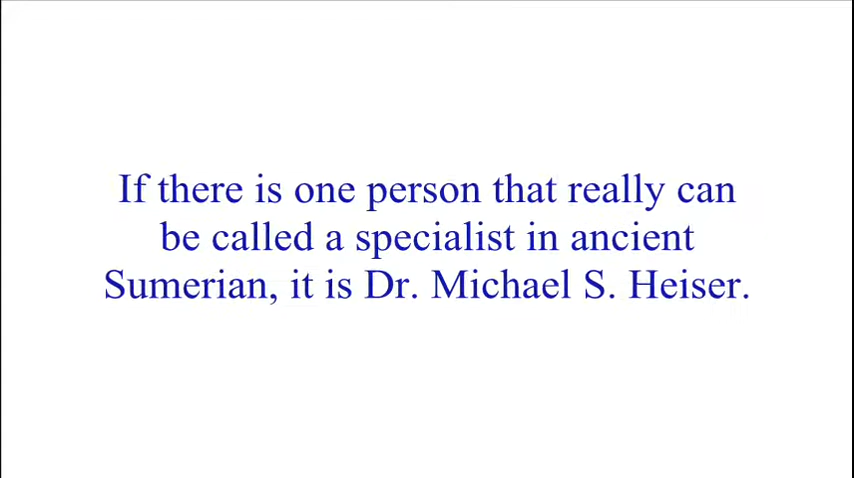 If there is one person that really can
be called a specialist in ancient
Sumerian, it is Dr. Michael S. Heiser.